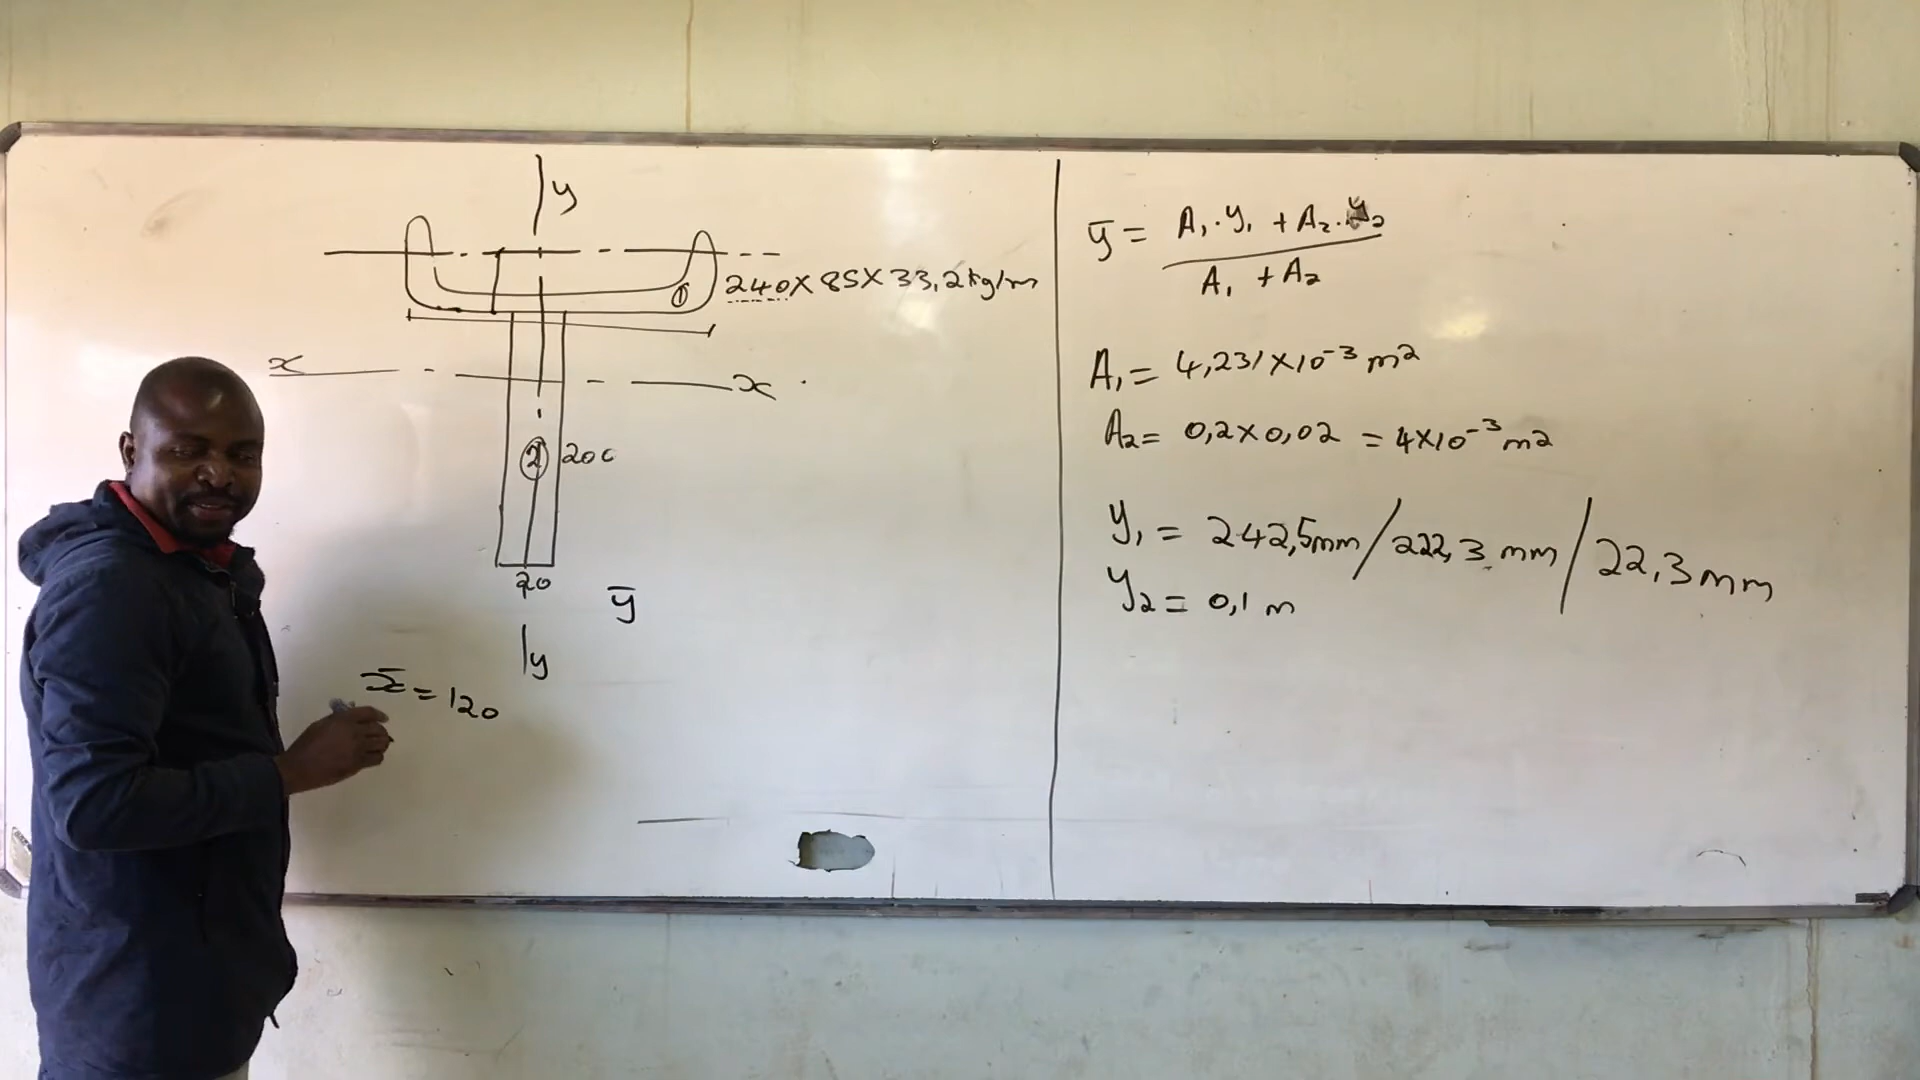 y
240x85x33,2kg/m
①
x
x
②
200
20
ȳ
y
x̄ = 120
ȳ = A₁·y₁ + A₂·y₂
A₁ + A₂
A₁ = 4,231x10⁻³ m²
A₂ = 0,2x0,02 = 4x10⁻³ m²
y₁ = 242,5mm / 222,3 mm / 22,3mm
y₂ = 0,1 m